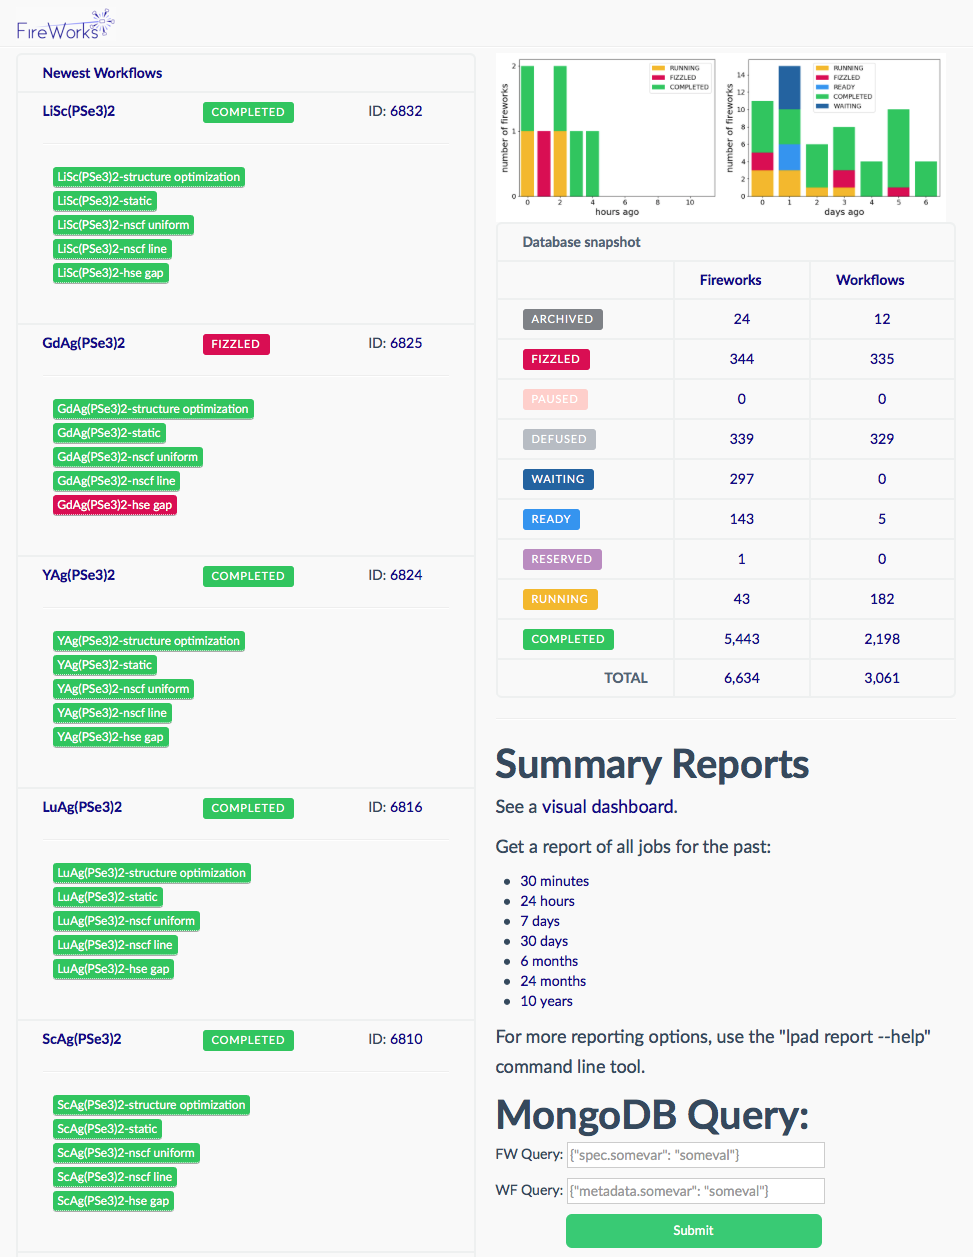 FireWorks
Newest Workflows
LiSc(PSe3)2 COMPLETED ID: 6832
LiSc(PSe3)2-structure optimization
LiSc(PSe3)2-static
LiSc(PSe3)2-nscf uniform
LiSc(PSe3)2-nscf line
LiSc(PSe3)2-hse gap
GdAg(PSe3)2 FIZZLED ID: 6825
GdAg(PSe3)2-structure optimization
GdAg(PSe3)2-static
GdAg(PSe3)2-nscf uniform
GdAg(PSe3)2-nscf line
GdAg(PSe3)2-hse gap
YAg(PSe3)2 COMPLETED ID: 6824
YAg(PSe3)2-structure optimization
YAg(PSe3)2-static
YAg(PSe3)2-nscf uniform
YAg(PSe3)2-nscf line
YAg(PSe3)2-hse gap
LuAg(PSe3)2 COMPLETED ID: 6816
LuAg(PSe3)2-structure optimization
LuAg(PSe3)2-static
LuAg(PSe3)2-nscf uniform
LuAg(PSe3)2-nscf line
LuAg(PSe3)2-hse gap
ScAg(PSe3)2 COMPLETED ID: 6810
ScAg(PSe3)2-structure optimization
ScAg(PSe3)2-static
ScAg(PSe3)2-nscf uniform
ScAg(PSe3)2-nscf line
ScAg(PSe3)2-hse gap
number of fireworks
2
1
0
RUNNING
FIZZLED
COMPLETED
0 2 4 6 8 10
hours ago
number of fireworks
14
12
10
8
6
4
2
0
RUNNING
FIZZLED
READY
COMPLETED
WAITING
0 1 2 3 4 5 6
days ago
Database snapshot
Fireworks Workflows
ARCHIVED 24 12
FIZZLED 344 335
PAUSED 0 0
DEFUSED 339 329
WAITING 297 0
READY 143 5
RESERVED 1 0
RUNNING 43 182
COMPLETED 5,443 2,198
TOTAL 6,634 3,061
Summary Reports
See a visual dashboard.
Get a report of all jobs for the past:
• 30 minutes
• 24 hours
• 7 days
• 30 days
• 6 months
• 24 months
• 10 years
For more reporting options, use the "lpad report --help"
command line tool.
MongoDB Query:
FW Query: {"spec.somevar": "someval"}
WF Query: {"metadata.somevar": "someval"}
Submit